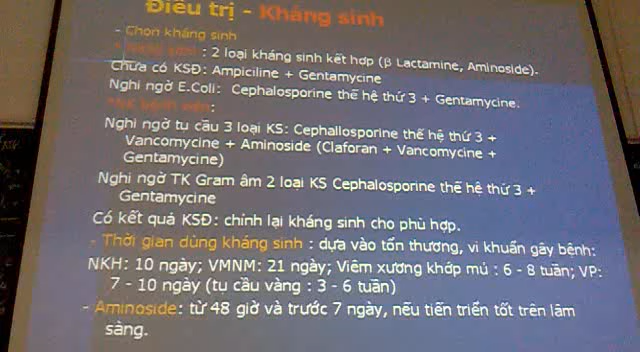 Điều trị - Kháng sinh
- Chọn kháng sinh
: 2 loại kháng sinh kết hợp (β Lactamine, Aminoside).
Chưa có KSĐ: Ampiciline + Gentamycine
Nghi ngờ E.Coli: Cephalosporine thế hệ thứ 3 + Gentamycine.
:
Nghi ngờ tụ cầu 3 loại KS: Cephallosporine thế hệ thứ 3 +
Vancomycine + Aminoside (Claforan + Vancomycine +
Gentamycine)
Nghi ngờ TK Gram âm 2 loại KS Cephalosporine thế hệ thứ 3 +
Gentamycine
Có kết quả KSĐ: chỉnh lại kháng sinh cho phù hợp.
- Thời gian dùng kháng sinh : dựa vào tổn thương, vi khuẩn gây bệnh:
NKH: 10 ngày; VMNM: 21 ngày; Viêm xương khớp mủ : 6 - 8 tuần; VP:
7 - 10 ngày (tụ cầu vàng : 3 - 6 tuần)
- Aminoside: từ 48 giờ và trước 7 ngày, nếu tiến triển tốt trên lâm
sàng.